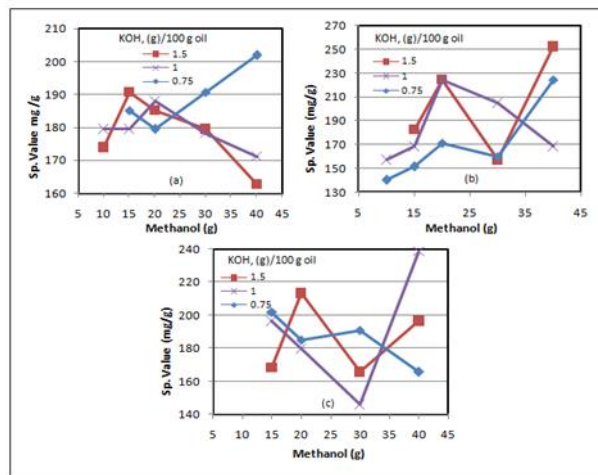 KOH, (g)/100 g oil
1.5
1
0.75
Sp. Value mg /g
210
200
190
180
170
160
(a)
5 10 15 20 25 30 35 40 45
Methanol (g)
KOH, (g)/100 g oil
1.5
1
0.75
Sp. Value (mg/g)
270
250
230
210
190
170
150
130
(b)
5 10 15 20 25 30 35 40 45
Methanol (g)
KOH, (g)/100 g oil
1.5
1
0.75
Sp. Value (mg/g)
240
220
200
180
160
140
(c)
5 10 15 20 25 30 35 40 45
Methanol (g)